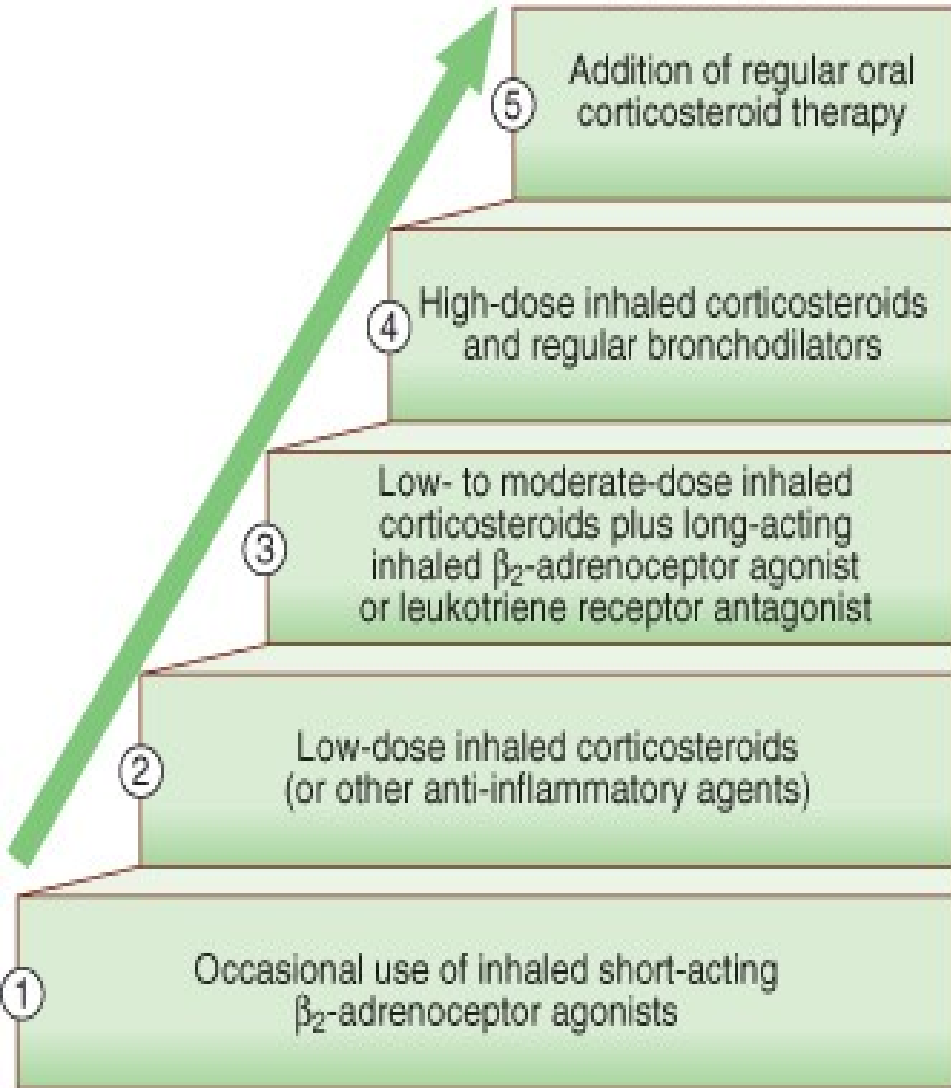 5
Addition of regular oral
corticosteroid therapy
4
High-dose inhaled corticosteroids
and regular bronchodilators
3
Low- to moderate-dose inhaled
corticosteroids plus long-acting
inhaled β₂-adrenoceptor agonist
or leukotriene receptor antagonist
2
Low-dose inhaled corticosteroids
(or other anti-inflammatory agents)
1
Occasional use of inhaled short-acting
β₂-adrenoceptor agonists